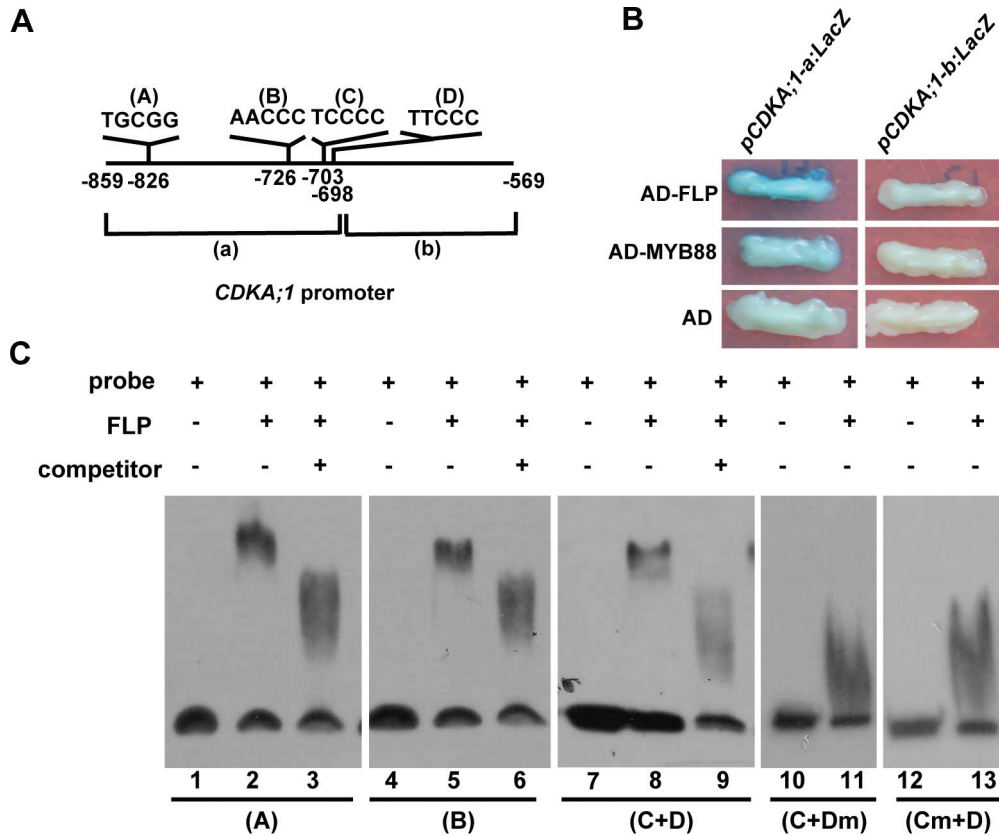 A
(A) (B) (C) (D)
TGCGG AACCC TCCCC TTCCC
-859 -826 -726 -703 -569
-698
(a) (b)
CDKA;1 promoter
B
pCDKA;1-a:LacZ pCDKA;1-b:LacZ
AD-FLP
AD-MYB88
AD
C
probe + + + + + + + + + + + + +
FLP - + + - + + - + + - + - +
competitor - - + - - + - - + - - - -
1 2 3 4 5 6 7 8 9 10 11 12 13
(A) (B) (C+D) (C+Dm) (Cm+D)